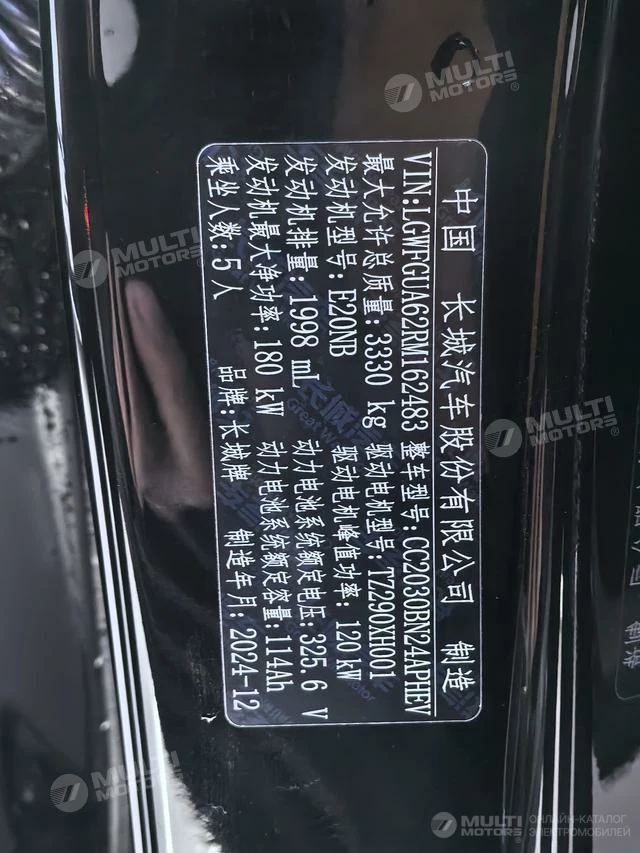 中国 长城汽车股份有限公司 制造
VIN:LGWFGUA62RM162483 整车型号:CC2030BN24APHEV
最大允许总质量:3330 kg 驱动电机型号:TZ290XH001
发动机型号:E20NB 驱动电机峰值功率:120 kW
发动机排量:1998 mL 动力电池系统额定电压:325.6 V
发动机最大净功率:180 kW 动力电池系统额定容量:114Ah
乘坐人数:5人 品牌:长城牌 制造年月:2024-12
MULTI
MOTORS®
MULTI
MOTORS®
MULTI
MOTORS®
MULTI
MOTORS®
MULTI
MOTORS®
ОНЛАЙН-КАТАЛОГ
ЭЛЕКТРОМОБИЛЕЙ